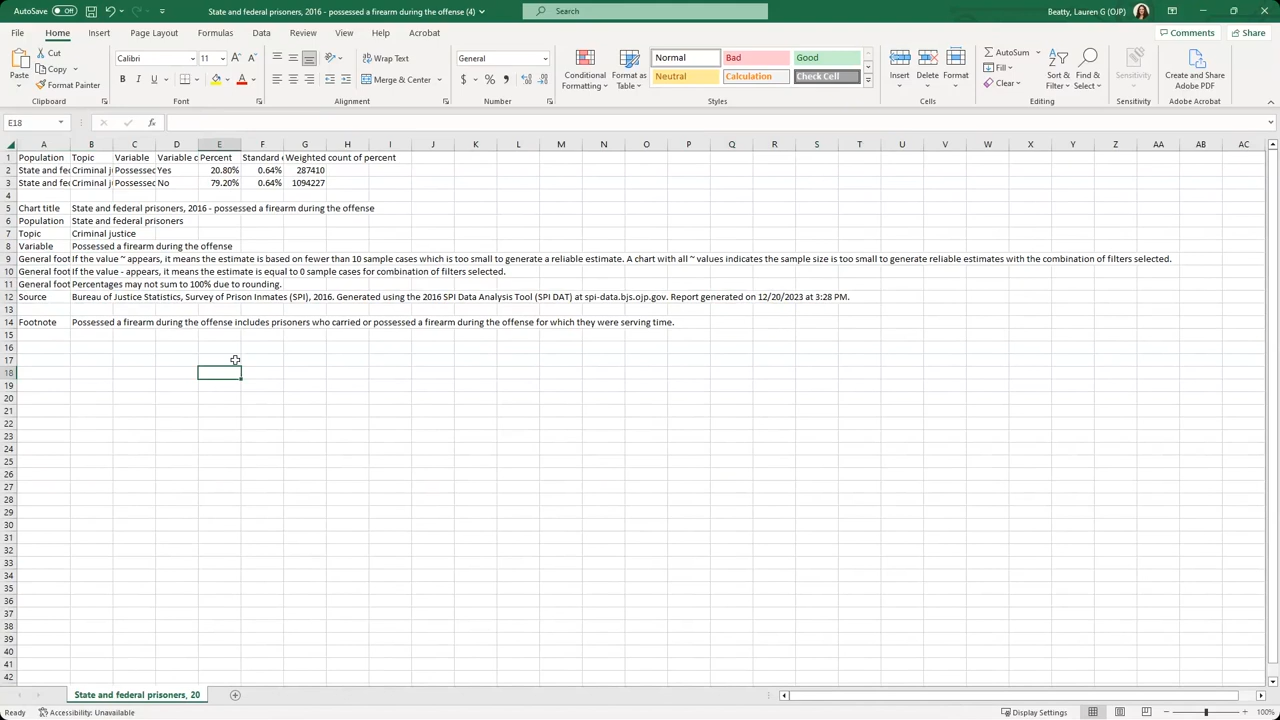 AutoSave Off State and federal prisoners, 2016 - possessed a firearm during the offense (4) Search Beatty, Lauren G (OJP)
File Home Insert Page Layout Formulas Data Review View Help Acrobat Comments Share
Paste Cut Copy Format Painter Clipboard
Calibri 11 B I U Font
Wrap Text Merge & Center Alignment
General $ % Number
Conditional Formatting Format as Table Normal Bad Good Neutral Calculation Check Cell Styles
Insert Delete Format Cells
AutoSum Fill Clear Sort & Filter Find & Select Editing
Sensitivity Sensitivity
Create and Share Adobe PDF Adobe Acrobat
E18 fx
A B C D E F G H I J K L M N O P Q R S T U V W X Y Z AA AB AC
1 Population Topic Variable Variable c Percent Standard e Weighted count of percent
2 State and fe Criminal ju Possessed Yes 20.80% 0.64% 287410
3 State and fe Criminal ju Possessed No 79.20% 0.64% 1094227
4
5 Chart title State and federal prisoners, 2016 - possessed a firearm during the offense
6 Population State and federal prisoners
7 Topic Criminal justice
8 Variable Possessed a firearm during the offense
9 General foot If the value ~ appears, it means the estimate is based on fewer than 10 sample cases which is too small to generate a reliable estimate. A chart with all ~ values indicates the sample size is too small to generate reliable estimates with the combination of filters selected.
10 General foot If the value - appears, it means the estimate is equal to 0 sample cases for combination of filters selected.
11 General foot Percentages may not sum to 100% due to rounding.
12 Source Bureau of Justice Statistics, Survey of Prison Inmates (SPI), 2016. Generated using the 2016 SPI Data Analysis Tool (SPI DAT) at spi-data.bjs.ojp.gov. Report generated on 12/20/2023 at 3:28 PM.
13
14 Footnote Possessed a firearm during the offense includes prisoners who carried or possessed a firearm during the offense for which they were serving time.
15
16
17
18
19
20
21
22
23
24
25
26
27
28
29
30
31
32
33
34
35
36
37
38
39
40
41
42
State and federal prisoners, 20
Ready Accessibility: Unavailable Display Settings 100%